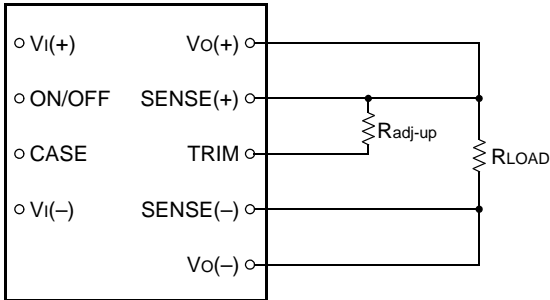 VI(+) VO(+)
ON/OFF SENSE(+)
Radj-up
CASE TRIM
RLOAD
VI(–) SENSE(–)
VO(–)